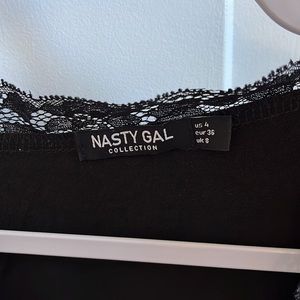 NASTY GAL
COLLECTION
us 4
eur 36
uk 8